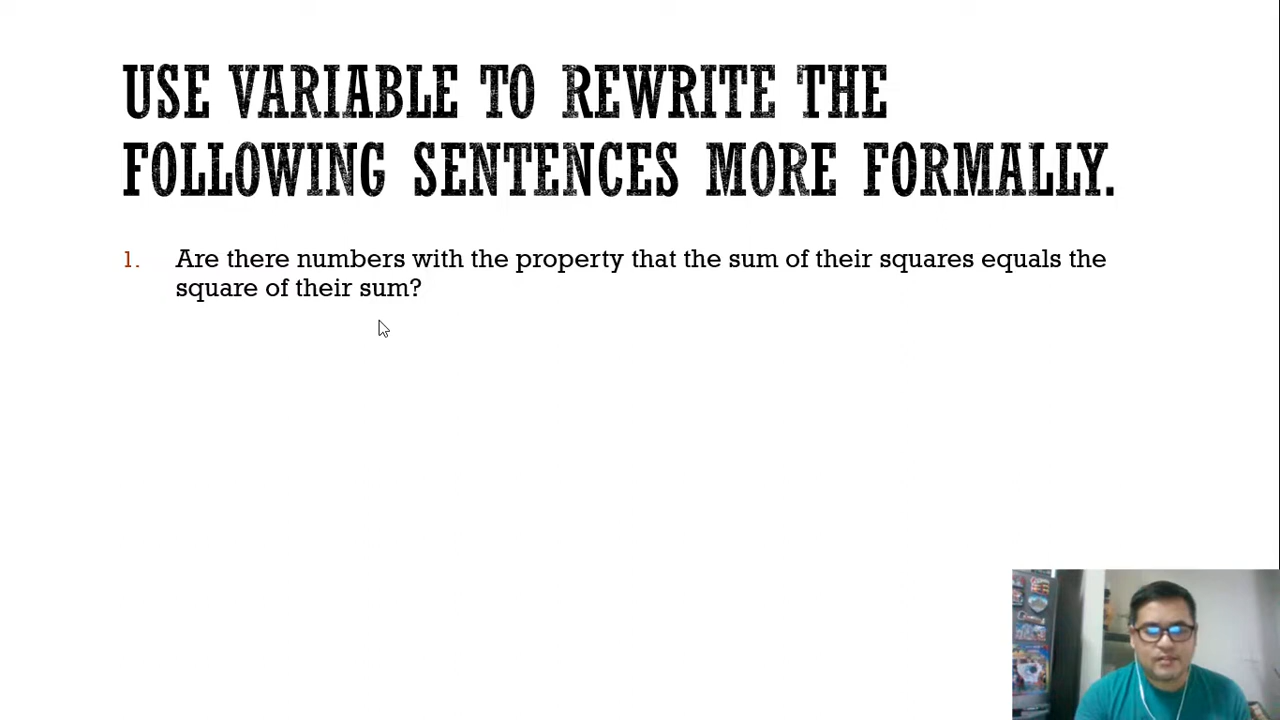 USE VARIABLE TO REWRITE THE
FOLLOWING SENTENCES MORE FORMALLY.
1. Are there numbers with the property that the sum of their squares equals the
square of their sum?